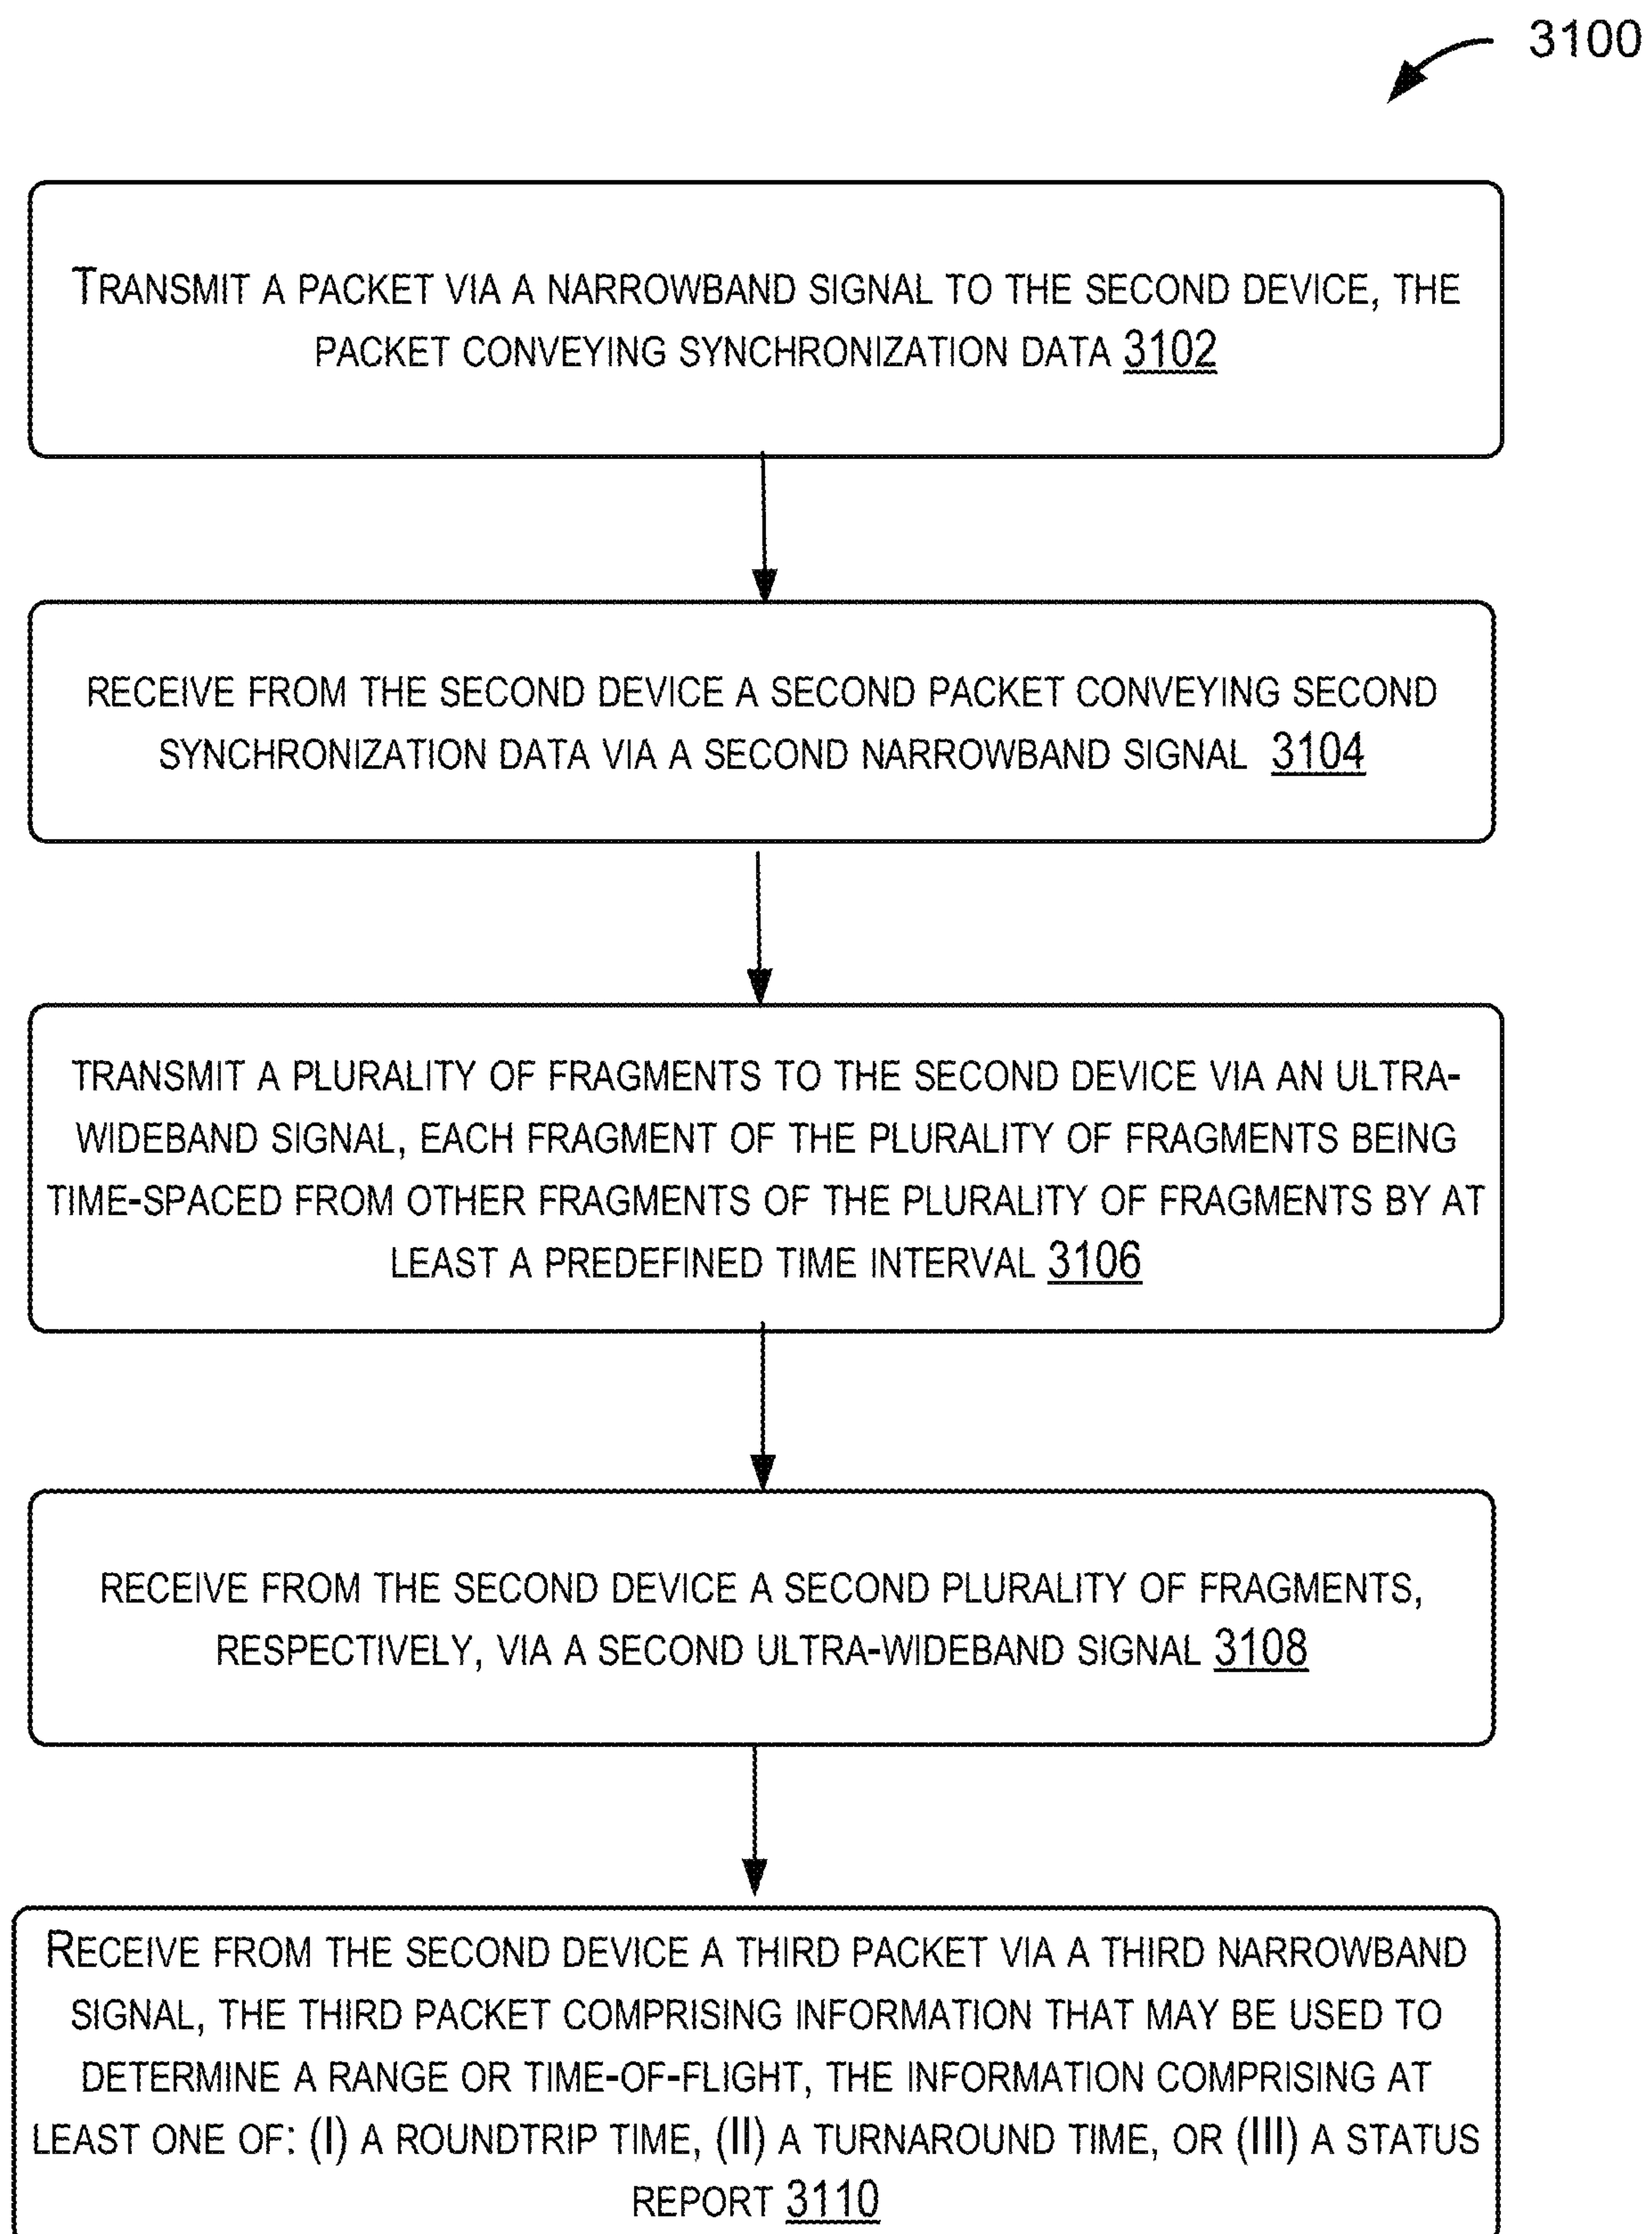 3100
TRANSMIT A PACKET VIA A NARROWBAND SIGNAL TO THE SECOND DEVICE, THE
PACKET CONVEYING SYNCHRONIZATION DATA 3102
RECEIVE FROM THE SECOND DEVICE A SECOND PACKET CONVEYING SECOND
SYNCHRONIZATION DATA VIA A SECOND NARROWBAND SIGNAL 3104
TRANSMIT A PLURALITY OF FRAGMENTS TO THE SECOND DEVICE VIA AN ULTRA-
WIDEBAND SIGNAL, EACH FRAGMENT OF THE PLURALITY OF FRAGMENTS BEING
TIME-SPACED FROM OTHER FRAGMENTS OF THE PLURALITY OF FRAGMENTS BY AT
LEAST A PREDEFINED TIME INTERVAL 3106
RECEIVE FROM THE SECOND DEVICE A SECOND PLURALITY OF FRAGMENTS,
RESPECTIVELY, VIA A SECOND ULTRA-WIDEBAND SIGNAL 3108
RECEIVE FROM THE SECOND DEVICE A THIRD PACKET VIA A THIRD NARROWBAND
SIGNAL, THE THIRD PACKET COMPRISING INFORMATION THAT MAY BE USED TO
DETERMINE A RANGE OR TIME-OF-FLIGHT, THE INFORMATION COMPRISING AT
LEAST ONE OF: (I) A ROUNDTRIP TIME, (II) A TURNAROUND TIME, OR (III) A STATUS
REPORT 3110